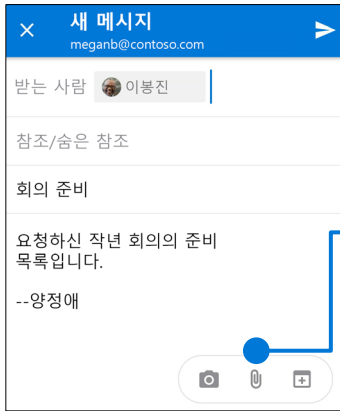 새 메시지
meganb@contoso.com
받는 사람 이봉진
참조/숨은 참조
회의 준비
요청하신 작년 회의의 준비
목록입니다.
--양정애